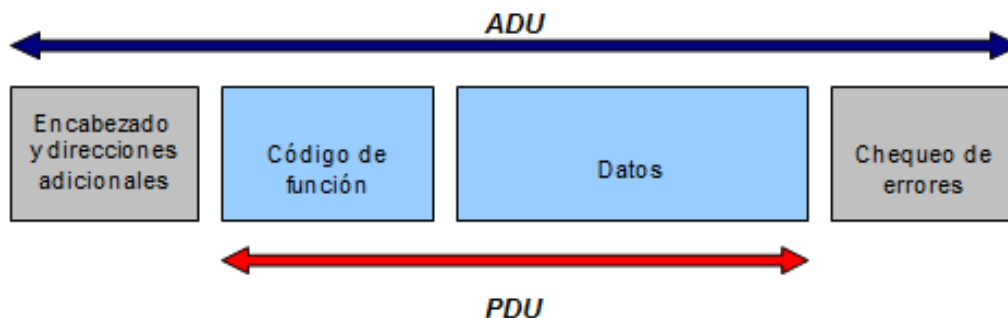 ADU
Encabezado
y direcciones
adicionales
Código de
función
Datos
Chequeo de
errores
PDU